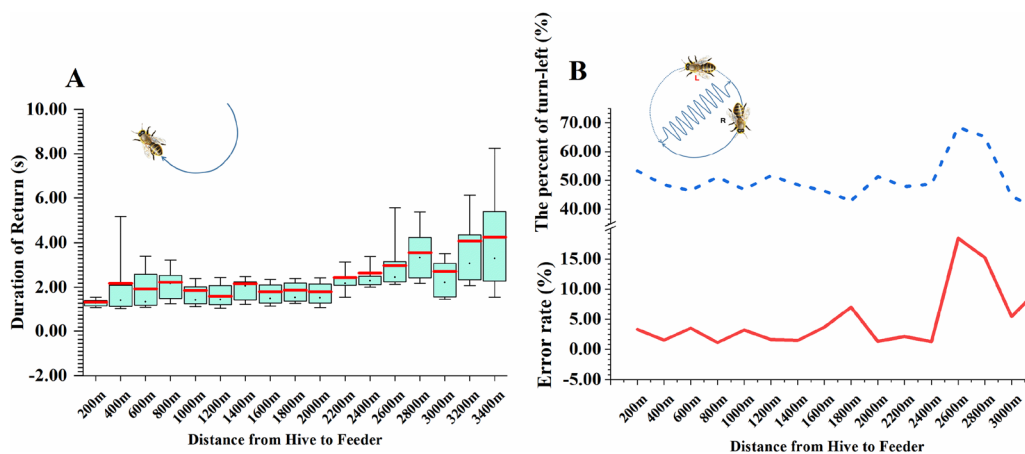 A
10.00
8.00
6.00
4.00
2.00
0.00
-2.00
Duration of Return (s)
200m
400m
600m
800m
1000m
1200m
1400m
1600m
1800m
2000m
2200m
2400m
2600m
2800m
3000m
3200m
3400m
Distance from Hive to Feeder
B
L
R
The percent of turn-left (%)
70.00
60.00
50.00
40.00
Error rate (%)
15.00
10.00
5.00
0.00
-5.00
200m
400m
600m
800m
1000m
1200m
1400m
1600m
1800m
2000m
2200m
2400m
2600m
2800m
3000m
Distance from Hive to Feeder